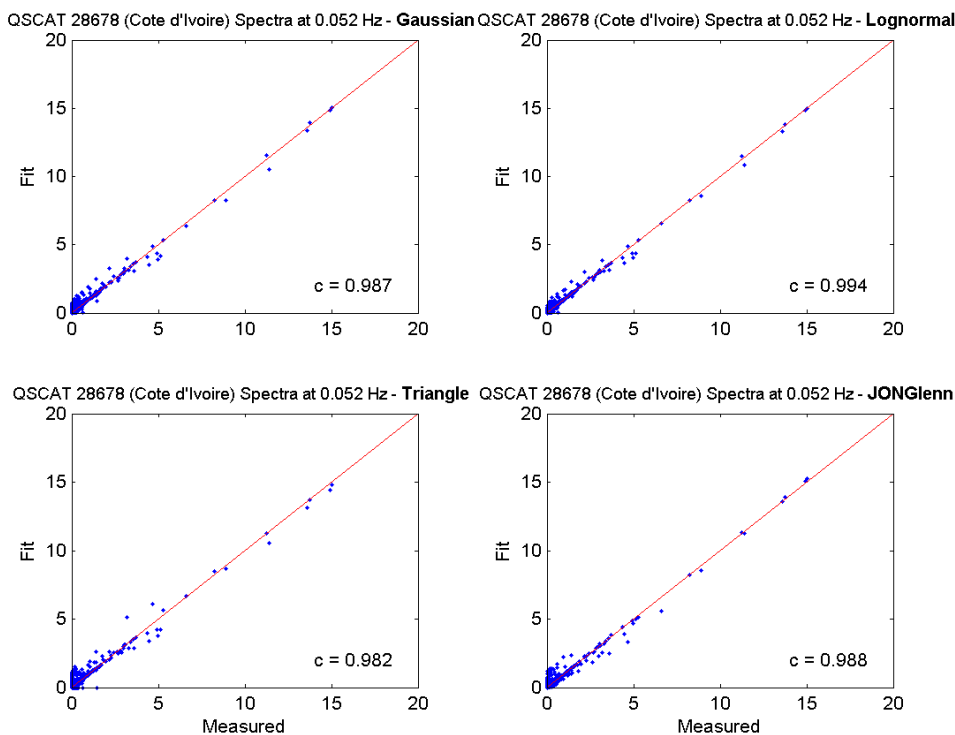 QSCAT 28678 (Cote d'Ivoire) Spectra at 0.052 Hz - Gaussian
20
15
Fit
10
5
c = 0.987
0
0 5 10 15 20
QSCAT 28678 (Cote d'Ivoire) Spectra at 0.052 Hz - Lognormal
20
15
Fit
10
5
c = 0.994
0
0 5 10 15 20
QSCAT 28678 (Cote d'Ivoire) Spectra at 0.052 Hz - Triangle
20
15
Fit
10
5
c = 0.982
0
0 5 10 15 20
Measured
QSCAT 28678 (Cote d'Ivoire) Spectra at 0.052 Hz - JONGlenn
20
15
Fit
10
5
c = 0.988
0
0 5 10 15 20
Measured